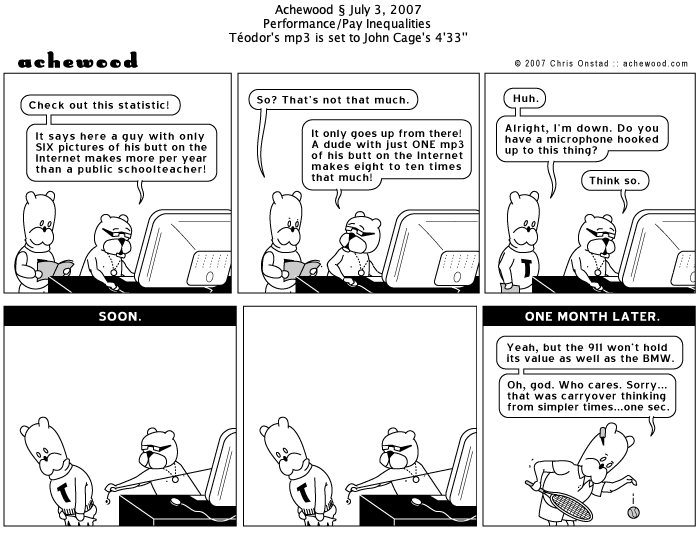 Achewood § July 3, 2007
Performance/Pay Inequalities
Téodor's mp3 is set to John Cage's 4'33"
achewood
© 2007 Chris Onstad :: achewood.com
Check out this statistic!
It says here a guy with only
SIX pictures of his butt on the
Internet makes more per year
than a public schoolteacher!
So? That's not that much.
It only goes up from there!
A dude with just ONE mp3
of his butt on the Internet
makes eight to ten times
that much!
Huh.
Alright, I'm down. Do you
have a microphone hooked
up to this thing?
Think so.
T
SOON.
T
T
ONE MONTH LATER.
Yeah, but the 911 won't hold
its value as well as the BMW.
Oh, god. Who cares. Sorry...
that was carryover thinking
from simpler times...one sec.